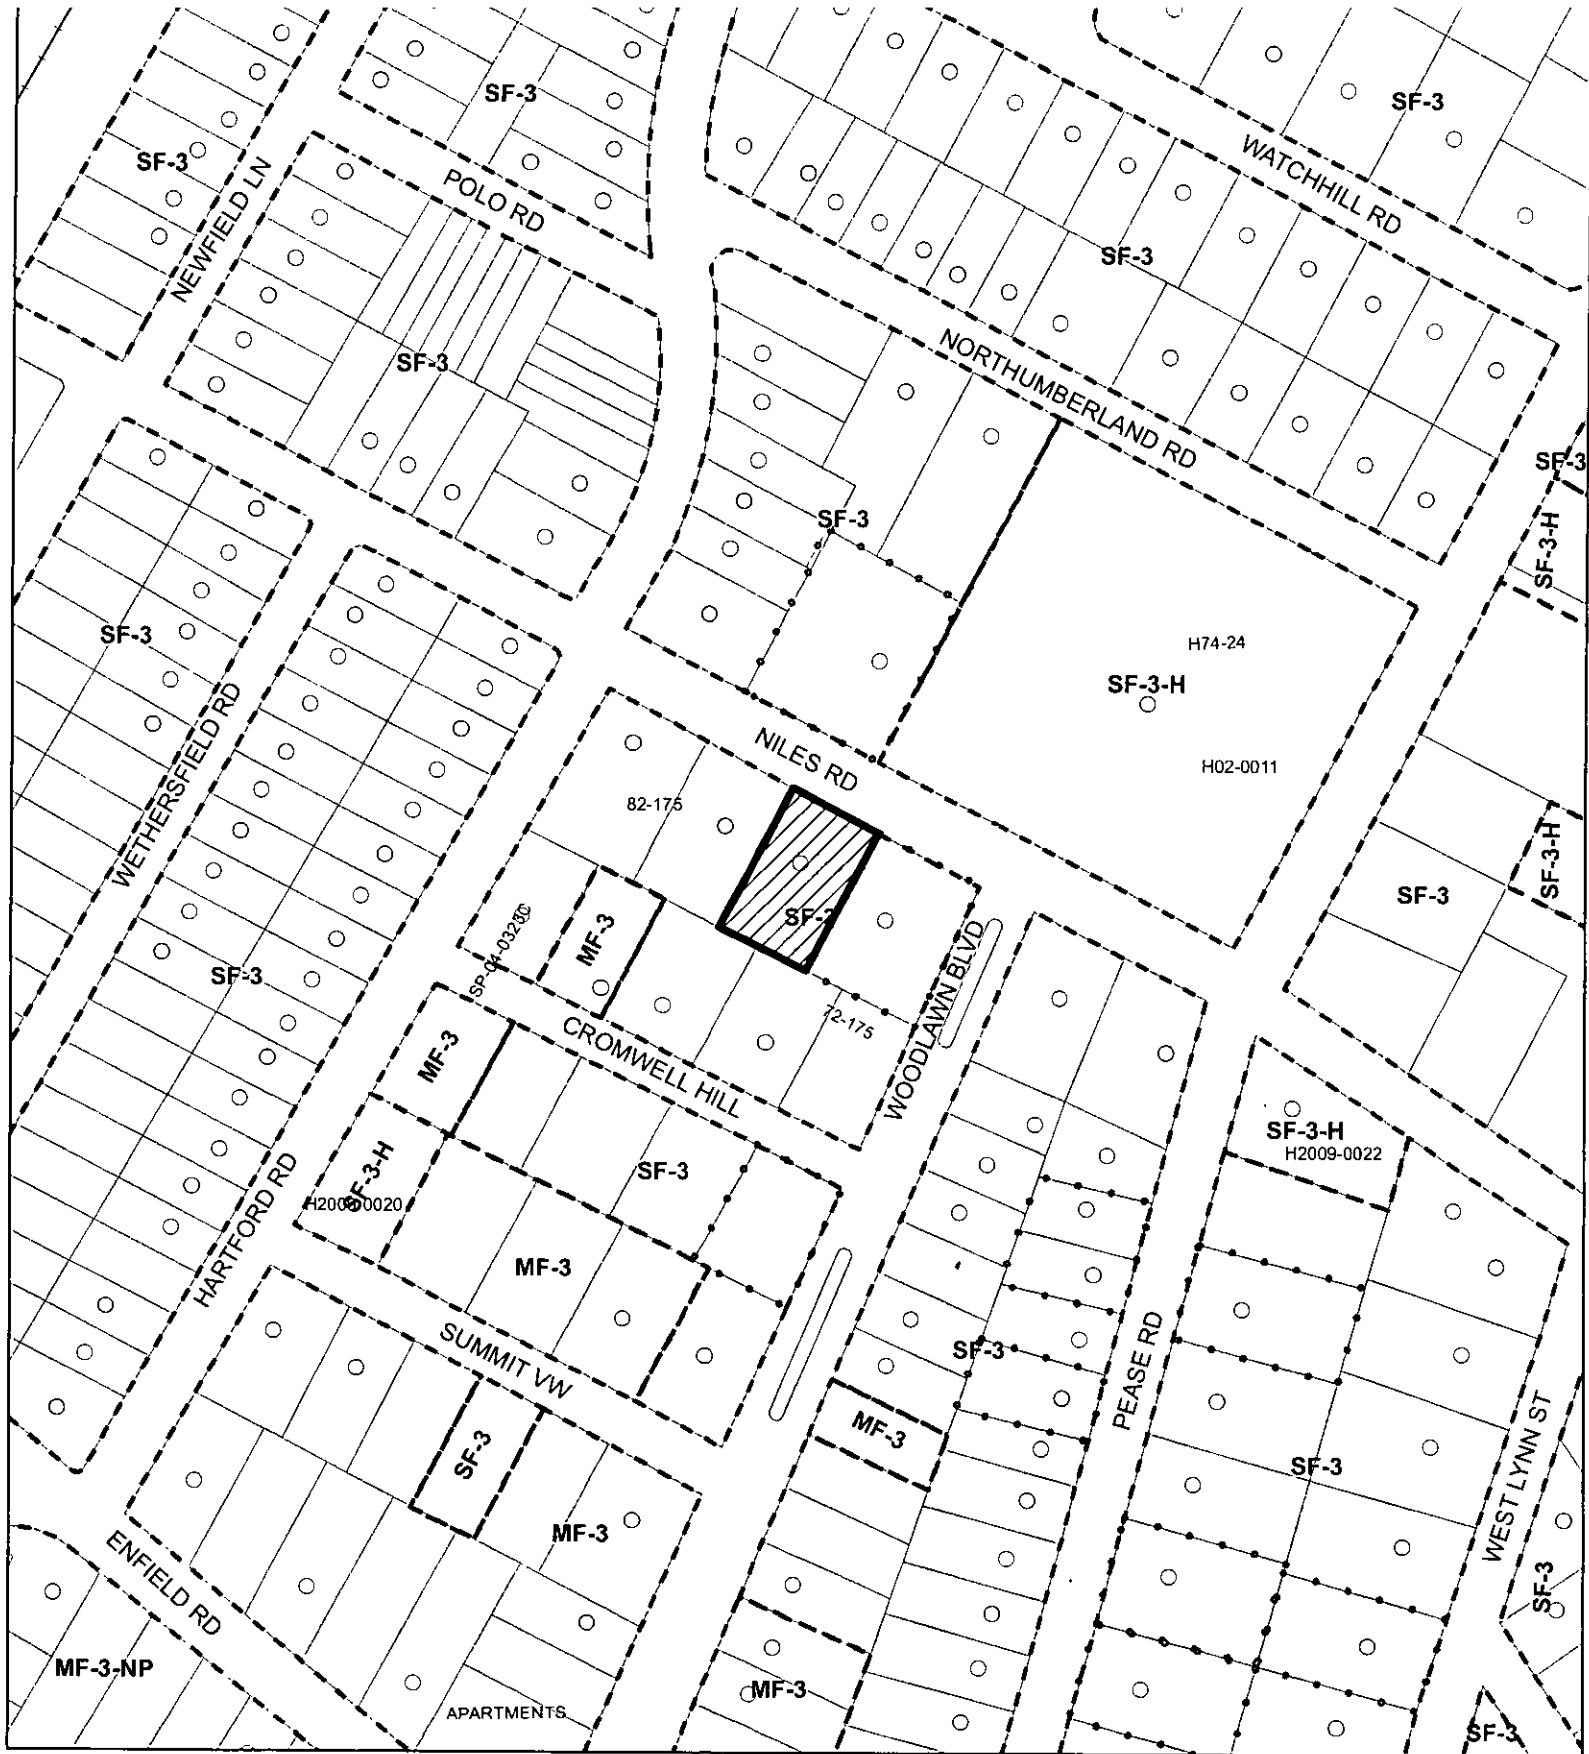 SF-3
SF-3
WATCHHILL RD
SF-3
NEWFIELD LN
POLO RD
SF-3
SF-3
NORTHUMBERLAND RD
SF-3
SF-3-H
SF-3
SF-3
H74-24
SF-3-H
H02-0011
NILES RD
82-175
WETHERSFIELD RD
SF-3-H
SF-3
MF-3
SF-3
WOODLAWN BLVD
72-175
CROMWELL HILL
MF-3
SF-3-H
SF-3
SF-3-H
H2009-0022
HARTFORD RD
MF-3
SUMMIT VW
SF-3
PEASE RD
MF-3
SF-3
SF-3
WEST LYNN ST
MF-3
SF-3
ENFIELD RD
MF-3-NP
MF-3
APARTMENTS
SF-3